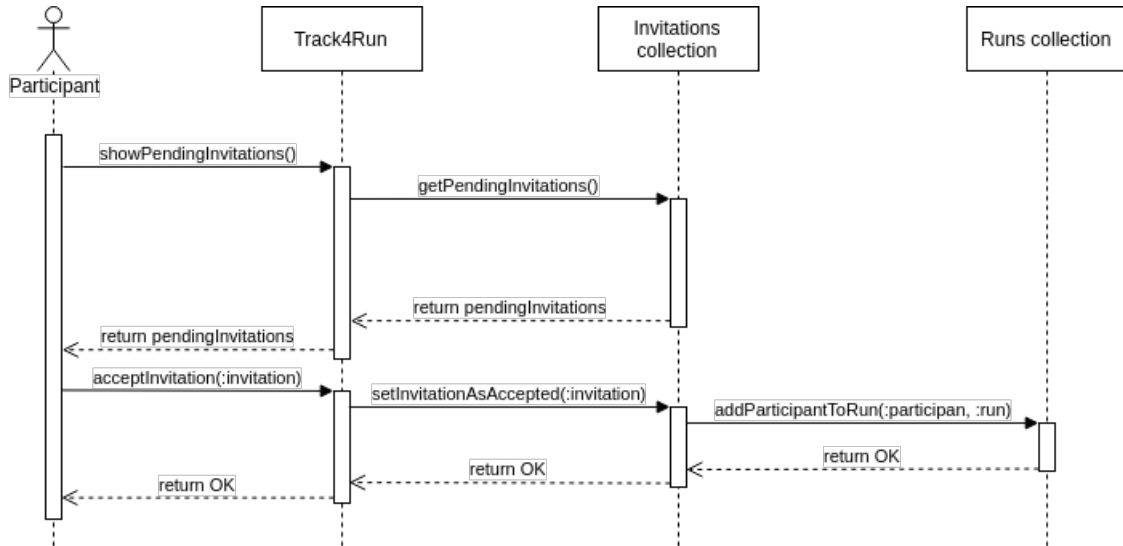 Participant
Track4Run
Invitations
collection
Runs collection
showPendingInvitations()
getPendingInvitations()
return pendingInvitations
return pendingInvitations
acceptInvitation(:invitation)
setInvitationAsAccepted(:invitation)
addParticipantToRun(:participan, :run)
return OK
return OK
return OK